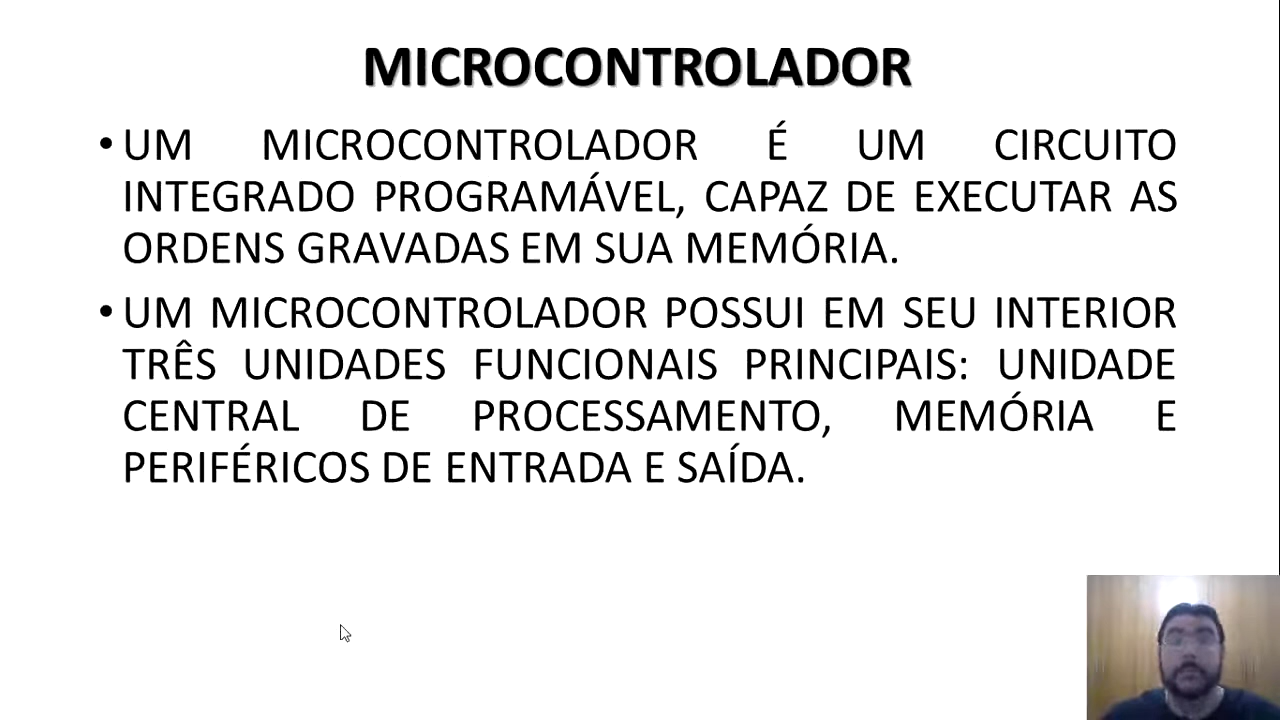 MICROCONTROLADOR
• UM MICROCONTROLADOR É UM CIRCUITO
INTEGRADO PROGRAMÁVEL, CAPAZ DE EXECUTAR AS
ORDENS GRAVADAS EM SUA MEMÓRIA.
• UM MICROCONTROLADOR POSSUI EM SEU INTERIOR
TRÊS UNIDADES FUNCIONAIS PRINCIPAIS: UNIDADE
CENTRAL DE PROCESSAMENTO, MEMÓRIA E
PERIFÉRICOS DE ENTRADA E SAÍDA.